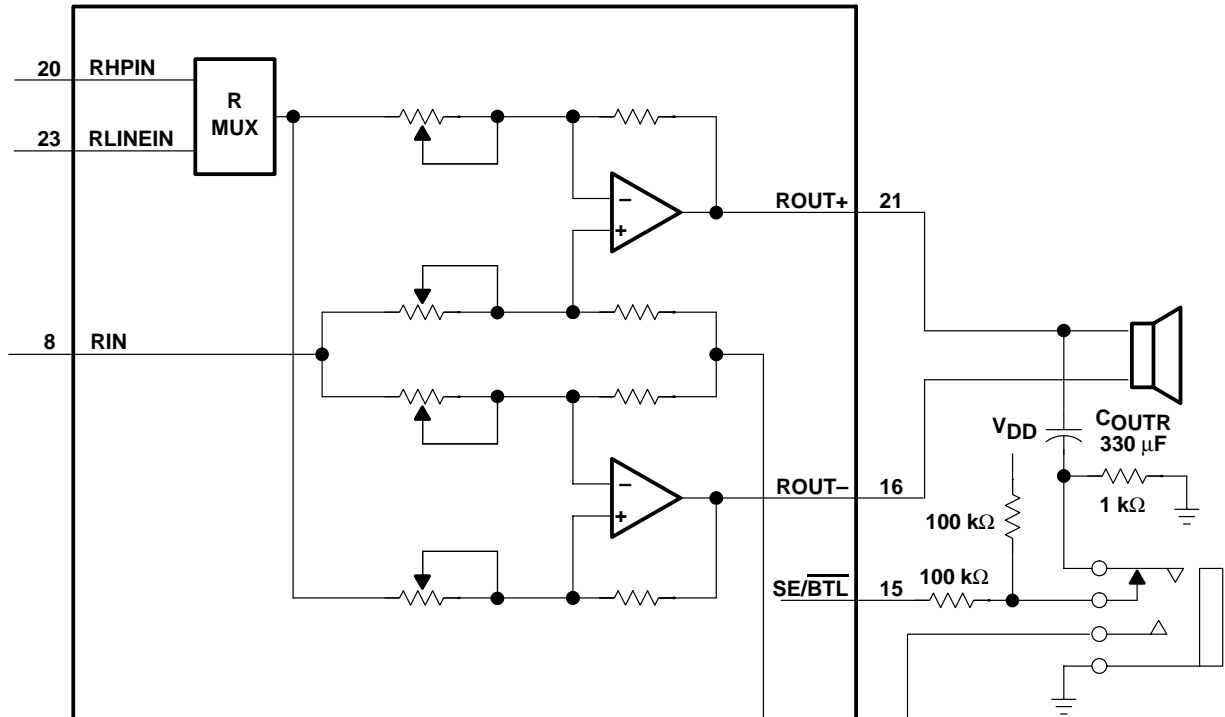 20 RHPIN
R
MUX
23 RLINEIN
−
+
ROUT+ 21
8 RIN
VDD
COUTR
330 μF
−
+
ROUT− 16
1 kΩ
100 kΩ
100 kΩ
SE/B̅T̅L̅ 15